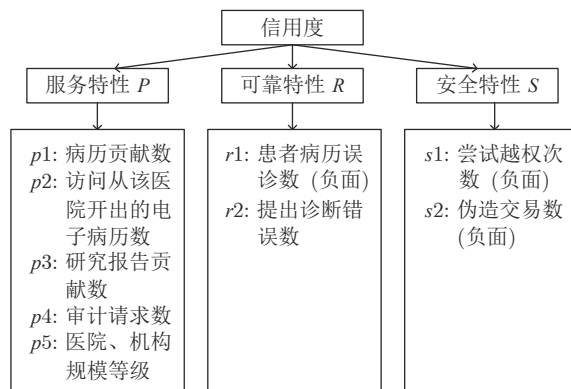 信用度
服务特性 P
可靠特性 R
安全特性 S
p1: 病历贡献数
p2: 访问从该医
院开出的电
子病历数
p3: 研究报告贡
献数
p4: 审计请求数
p5: 医院、机构
规模等级
r1: 患者病历误
诊数 (负面)
r2: 提出诊断错
误数
s1: 尝试越权次
数 (负面)
s2: 伪造交易数
(负面)